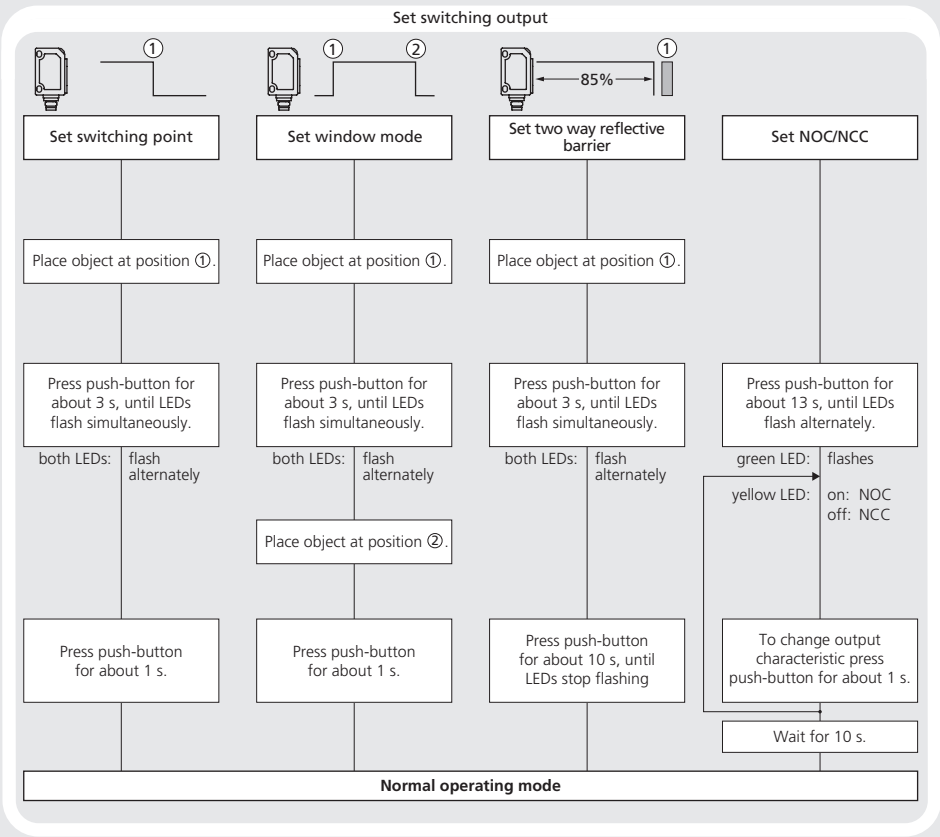 Set switching output
①
① ②
①
85%
Set switching point
Set window mode
Set two way reflective
barrier
Set NOC/NCC
Place object at position ①.
Place object at position ①.
Place object at position ①.
Press push-button for
about 3 s, until LEDs
flash simultaneously.
Press push-button for
about 3 s, until LEDs
flash simultaneously.
Press push-button for
about 3 s, until LEDs
flash simultaneously.
Press push-button for
about 13 s, until LEDs
flash alternately.
both LEDs: flash
alternately
both LEDs: flash
alternately
both LEDs: flash
alternately
green LED: flashes
yellow LED: on: NOC
off: NCC
Place object at position ②.
Press push-button
for about 1 s.
Press push-button
for about 1 s.
Press push-button
for about 10 s, until
LEDs stop flashing
To change output
characteristic press
push-button for about 1 s.
Wait for 10 s.
Normal operating mode